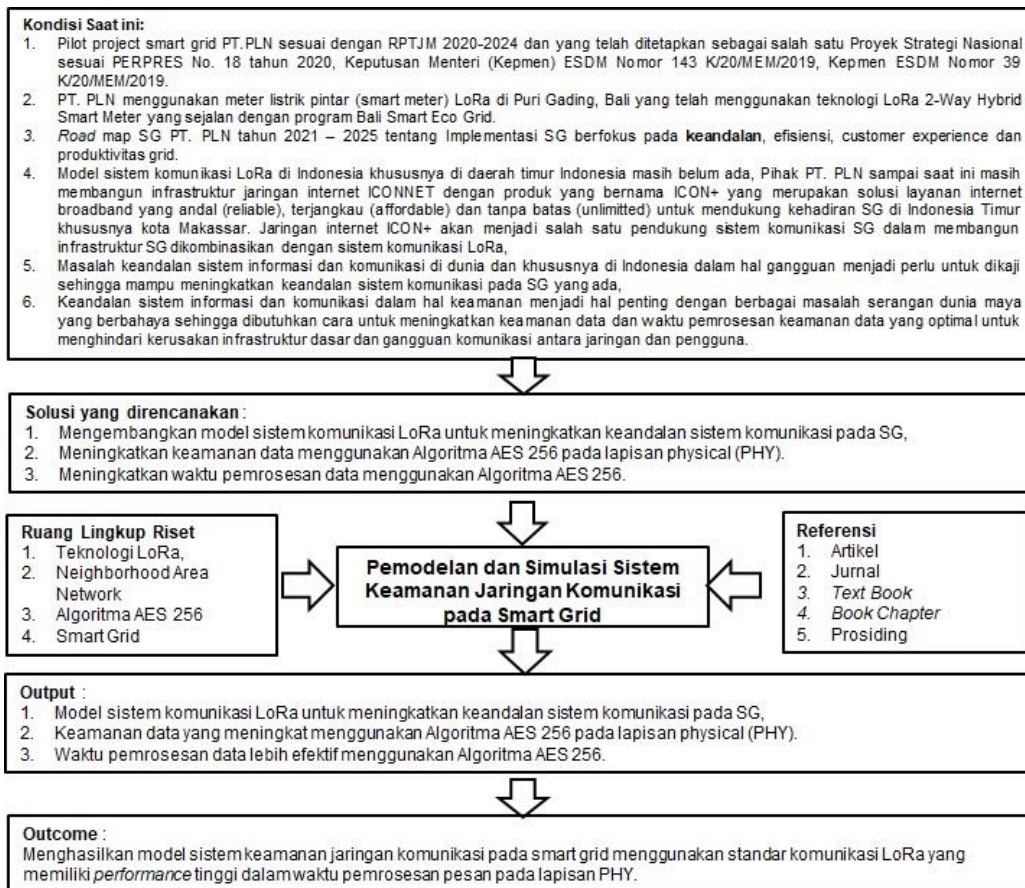 Kondisi Saat ini:
1. Pilot project smart grid PT.PLN sesuai dengan RPTJM 2020-2024 dan yang telah ditetapkan sebagai salah satu Proyek Strategi Nasional
sesuai PERPRES No. 18 tahun 2020, Keputusan Menteri (Kepmen) ESDM Nomor 143 K/20/MEM/2019, Kepmen ESDM Nomor 39
K/20/MEM/2019.
2. PT. PLN menggunakan meter listrik pintar (smart meter) LoRa di Puri Gading, Bali yang telah menggunakan teknologi LoRa 2-Way Hybrid
Smart Meter yang sejalan dengan program Bali Smart Eco Grid.
3. Road map SG PT. PLN tahun 2021 – 2025 tentang Implementasi SG berfokus pada keandalan, efisiensi, customer experience dan
produktivitas grid.
4. Model sistem komunikasi LoRa di Indonesia khususnya di daerah timur Indonesia masih belum ada, Pihak PT. PLN sampai saat ini masih
membangun infrastruktur jaringan internet ICONNET dengan produk yang bernama ICON+ yang merupakan solusi layanan internet
broadband yang andal (reliable), terjangkau (affordable) dan tanpa batas (unlimitted) untuk mendukung kehadiran SG di Indonesia Timur
khususnya kota Makassar. Jaringan internet ICON+ akan menjadi salah satu pendukung sistem komunikasi SG dalam membangun
infrastruktur SG dikombinasikan dengan sistem komunikasi LoRa,
5. Masalah keandalan sistem informasi dan komunikasi di dunia dan khususnya di Indonesia dalam hal gangguan menjadi perlu untuk dikaji
sehingga mampu meningkatkan keandalan sistem komunikasi pada SG yang ada,
6. Keandalan sistem informasi dan komunikasi dalam hal keamanan menjadi hal penting dengan berbagai masalah serangan dunia maya
yang berbahaya sehingga dibutuhkan cara untuk meningkatkan keamanan data dan waktu pemrosesan keamanan data yang optimal untuk
menghindari kerusakan infrastruktur dasar dan gangguan komunikasi antara jaringan dan pengguna.
Solusi yang direncanakan :
1. Mengembangkan model sistem komunikasi LoRa untuk meningkatkan keandalan sistem komunikasi pada SG,
2. Meningkatkan keamanan data menggunakan Algoritma AES 256 pada lapisan physical (PHY).
3. Meningkatkan waktu pemrosesan data menggunakan Algoritma AES 256.
Ruang Lingkup Riset
1. Teknologi LoRa,
2. Neighborhood Area
Network
3. Algoritma AES 256
4. Smart Grid
Pemodelan dan Simulasi Sistem
Keamanan Jaringan Komunikasi
pada Smart Grid
Referensi
1. Artikel
2. Jurnal
3. Text Book
4. Book Chapter
5. Prosiding
Output :
1. Model sistem komunikasi LoRa untuk meningkatkan keandalan sistem komunikasi pada SG,
2. Keamanan data yang meningkat menggunakan Algoritma AES 256 pada lapisan physical (PHY).
3. Waktu pemrosesan data lebih efektif menggunakan Algoritma AES 256.
Outcome :
Menghasilkan model sistem keamanan jaringan komunikasi pada smart grid menggunakan standar komunikasi LoRa yang
memiliki performance tinggi dalam waktu pemrosesan pesan pada lapisan PHY.